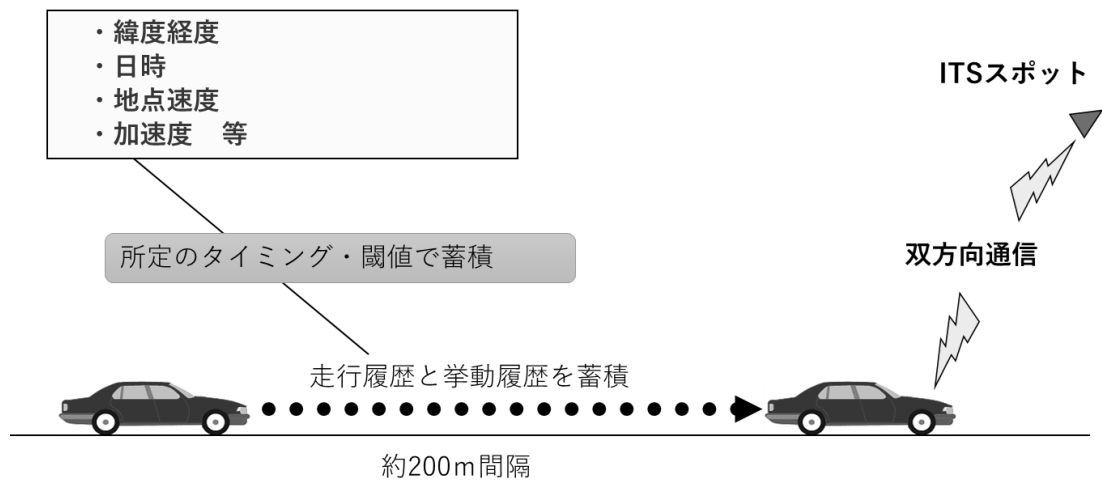 ・緯度経度
・日時
・地点速度
・加速度　等
ITSスポット
所定のタイミング・閾値で蓄積
双方向通信
走行履歴と挙動履歴を蓄積
約200ｍ間隔